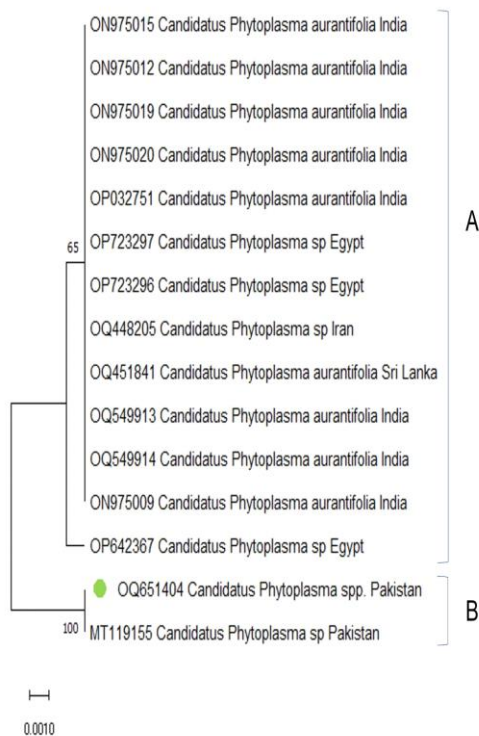 ON975015 Candidatus Phytoplasma aurantifolia India
ON975012 Candidatus Phytoplasma aurantifolia India
ON975019 Candidatus Phytoplasma aurantifolia India
ON975020 Candidatus Phytoplasma aurantifolia India
OP032751 Candidatus Phytoplasma aurantifolia India
A
65
OP723297 Candidatus Phytoplasma sp Egypt
OP723296 Candidatus Phytoplasma sp Egypt
OQ448205 Candidatus Phytoplasma sp Iran
OQ451841 Candidatus Phytoplasma aurantifolia Sri Lanka
OQ549913 Candidatus Phytoplasma aurantifolia India
OQ549914 Candidatus Phytoplasma aurantifolia India
ON975009 Candidatus Phytoplasma aurantifolia India
OP642367 Candidatus Phytoplasma sp Egypt
OQ651404 Candidatus Phytoplasma spp. Pakistan
B
100
MT119155 Candidatus Phytoplasma sp Pakistan
0.0010